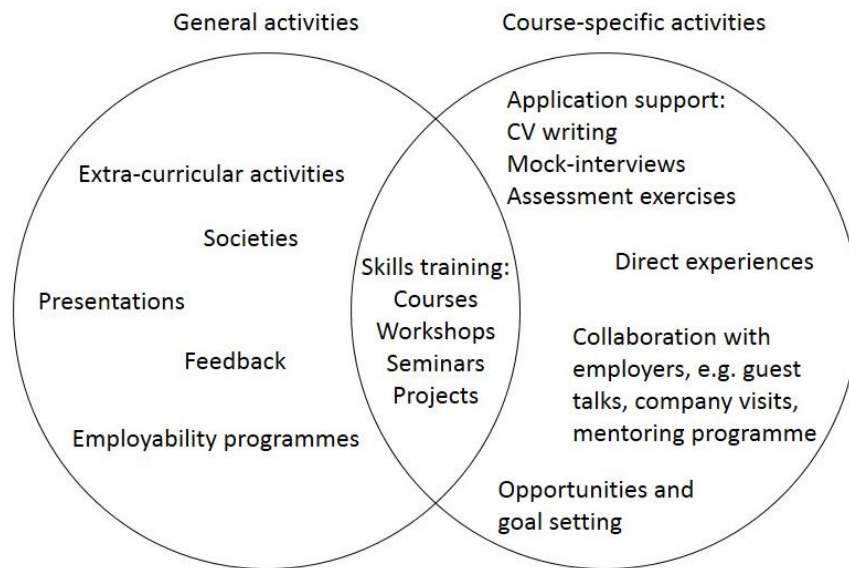 General activities
Course-specific activities
Extra-curricular activities
Societies
Presentations
Feedback
Employability programmes
Skills training:
Courses
Workshops
Seminars
Projects
Application support:
CV writing
Mock-interviews
Assessment exercises
Direct experiences
Collaboration with
employers, e.g. guest
talks, company visits,
mentoring programme
Opportunities and
goal setting